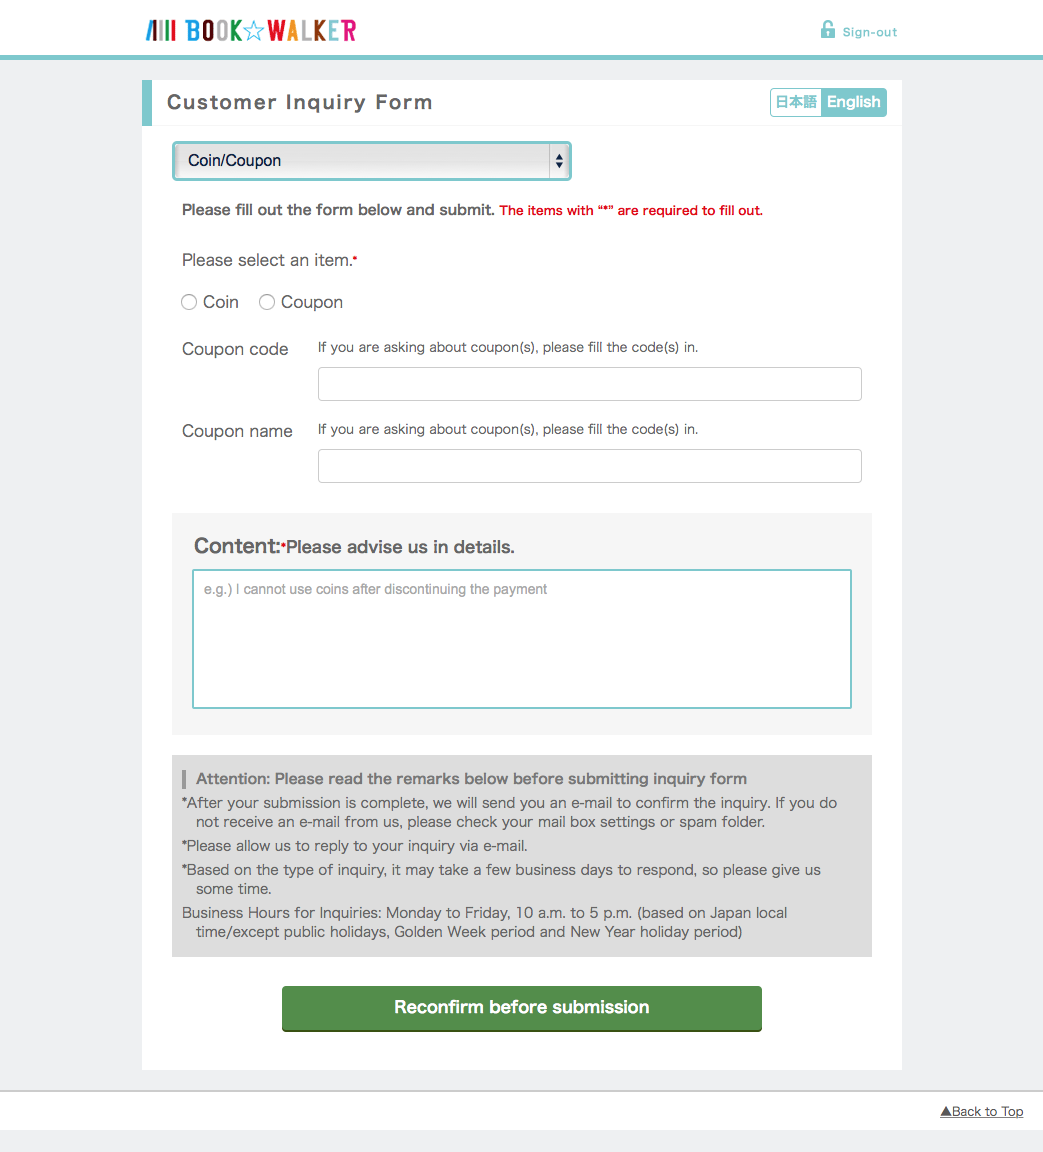 BOOK☆WALKER
Sign-out
Customer Inquiry Form
日本語 English
Coin/Coupon
Please fill out the form below and submit. The items with “*” are required to fill out.
Please select an item.*
Coin Coupon
Coupon code
If you are asking about coupon(s), please fill the code(s) in.
Coupon name
If you are asking about coupon(s), please fill the code(s) in.
Content:*Please advise us in details.
e.g.) I cannot use coins after discontinuing the payment
Attention: Please read the remarks below before submitting inquiry form
*After your submission is complete, we will send you an e-mail to confirm the inquiry. If you do
not receive an e-mail from us, please check your mail box settings or spam folder.
*Please allow us to reply to your inquiry via e-mail.
*Based on the type of inquiry, it may take a few business days to respond, so please give us
some time.
Business Hours for Inquiries: Monday to Friday, 10 a.m. to 5 p.m. (based on Japan local
time/except public holidays, Golden Week period and New Year holiday period)
Reconfirm before submission
▲Back to Top